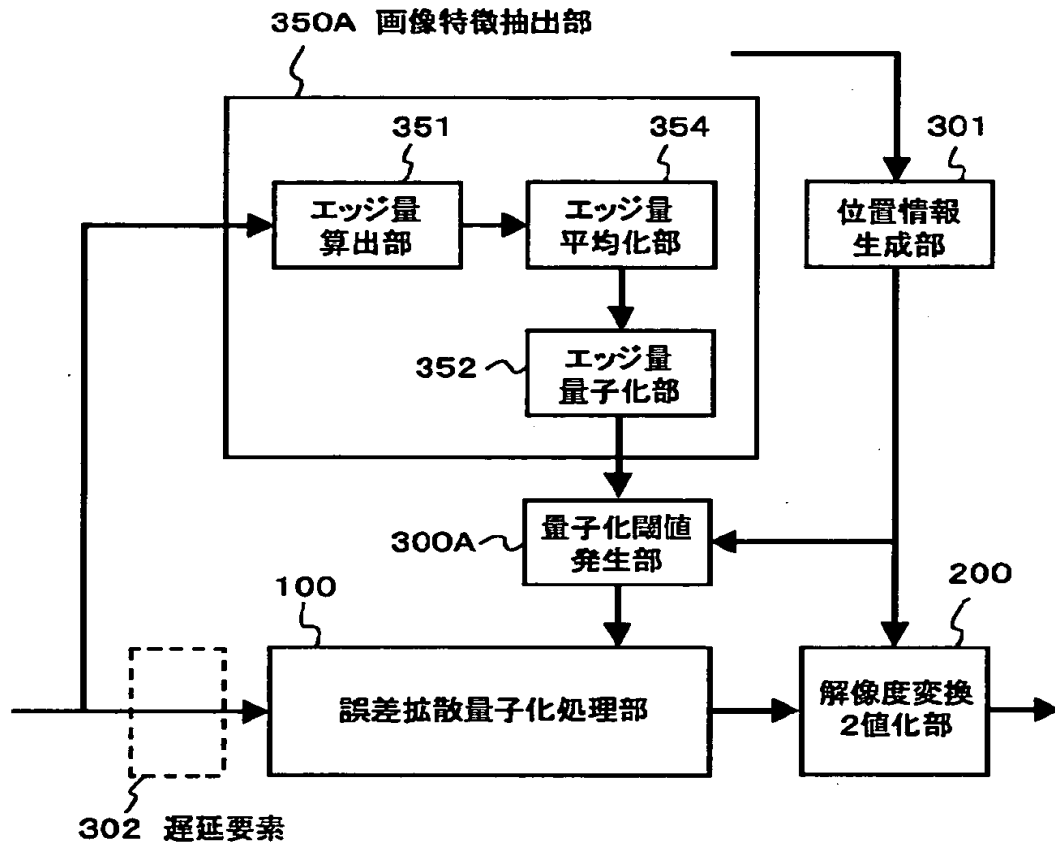 350A 画像特徴抽出部
351
354
301
エッジ量
算出部
エッジ量
平均化部
位置情報
生成部
352
エッジ量
量子化部
300A
量子化閾値
発生部
100
200
誤差拡散量子化処理部
解像度変換
2値化部
302 遅延要素